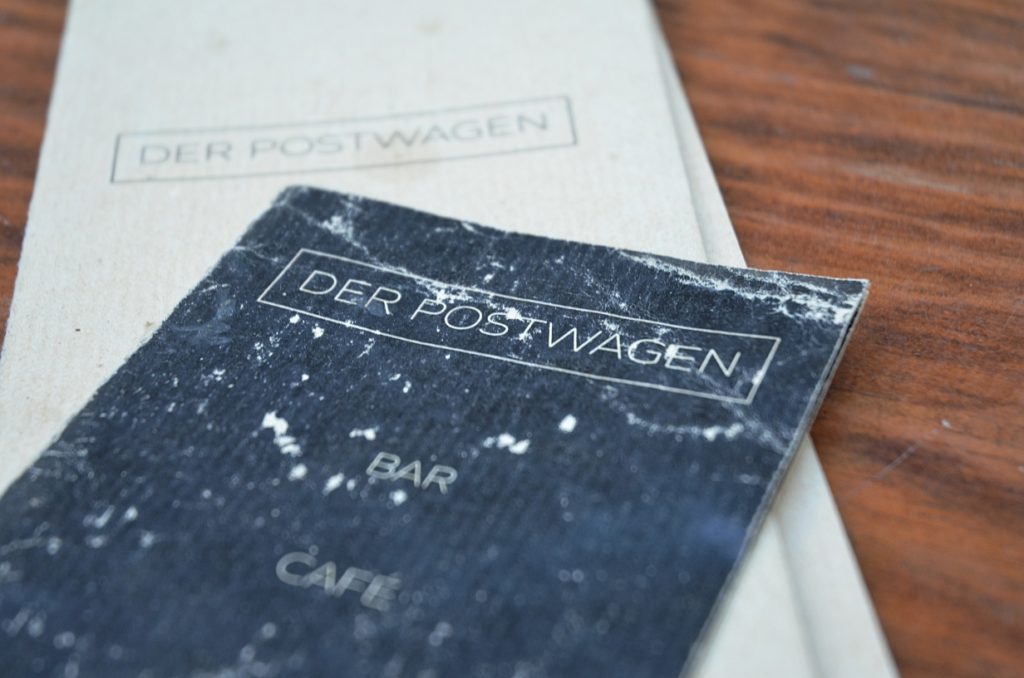 DER POSTWAGEN
DER POSTWAGEN
BAR
CAFÉ